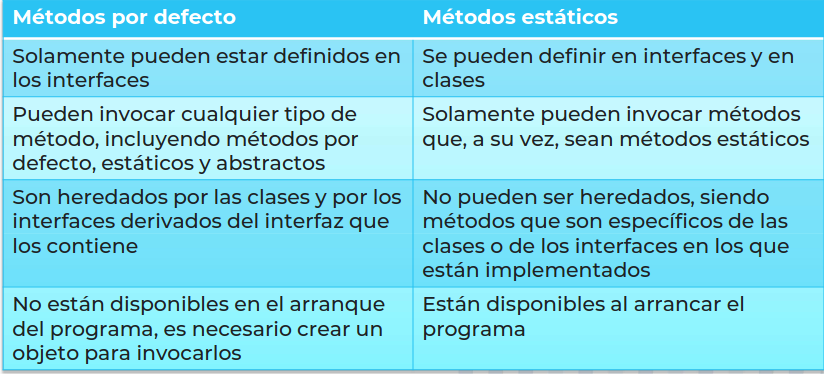 Métodos por defecto
Métodos estáticos
Solamente pueden estar definidos en
los interfaces
Se pueden definir en interfaces y en
clases
Pueden invocar cualquier tipo de
método, incluyendo métodos por
defecto, estáticos y abstractos
Solamente pueden invocar métodos
que, a su vez, sean métodos estáticos
Son heredados por las clases y por los
interfaces derivados del interfaz que
los contiene
No pueden ser heredados, siendo
métodos que son específicos de las
clases o de los interfaces en los que
están implementados
No están disponibles en el arranque
del programa, es necesario crear un
objeto para invocarlos
Están disponibles al arrancar el
programa